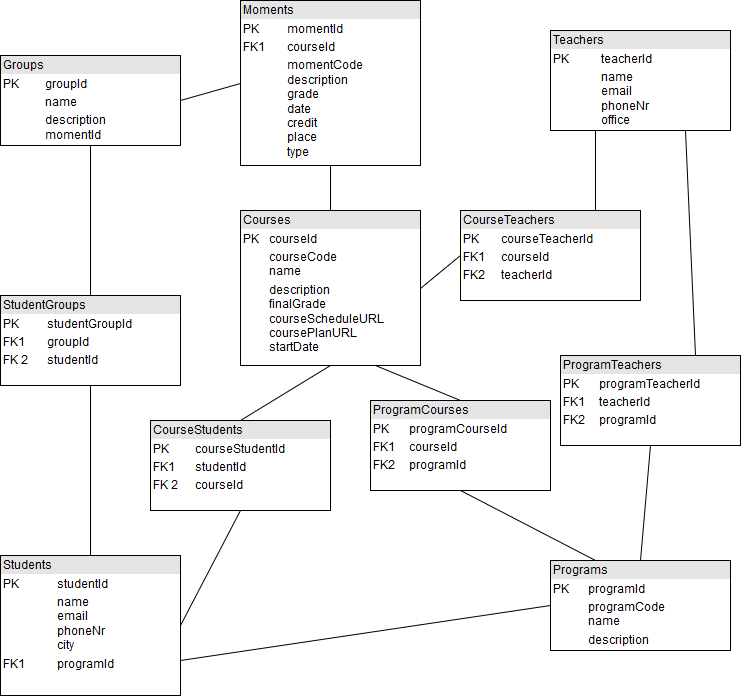 Moments
PK momentId
FK1 courseId
momentCode
description
grade
date
credit
place
type
Teachers
PK teacherId
name
email
phoneNr
office
Groups
PK groupId
name
description
momentId
Courses
PK courseId
courseCode
name
description
finalGrade
courseScheduleURL
coursePlanURL
startDate
CourseTeachers
PK courseTeacherId
FK1 courseId
FK2 teacherId
StudentGroups
PK studentGroupId
FK1 groupId
FK 2 studentId
ProgramTeachers
PK programTeacherId
FK1 teacherId
FK2 programId
ProgramCourses
PK programCourseId
FK1 courseId
FK2 programId
CourseStudents
PK courseStudentId
FK1 studentId
FK 2 courseId
Students
PK studentId
name
email
phoneNr
city
FK1 programId
Programs
PK programId
programCode
name
description